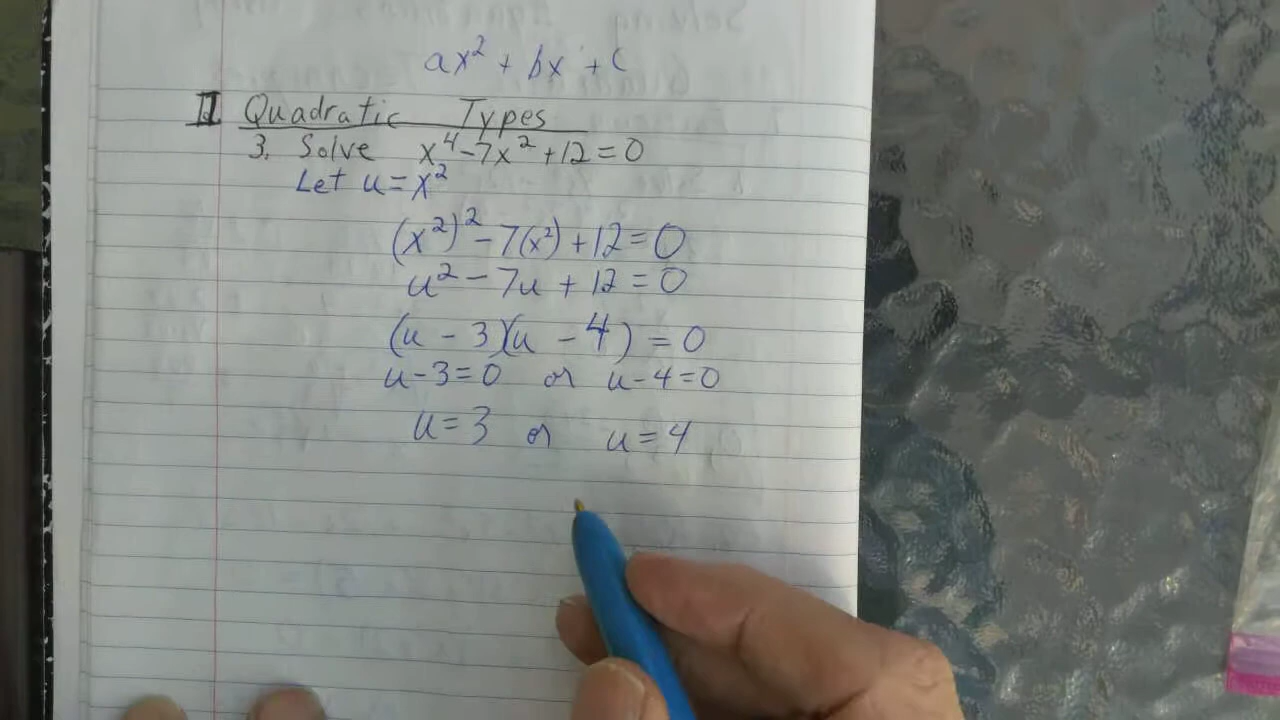 ax² + bx + c
II Quadratic Types
3. Solve x⁴-7x²+12=0
Let u=x²
(x²)²-7(x²)+12=0
u²-7u+12=0
(u-3)(u-4)=0
u-3=0 or u-4=0
u=3 or u=4